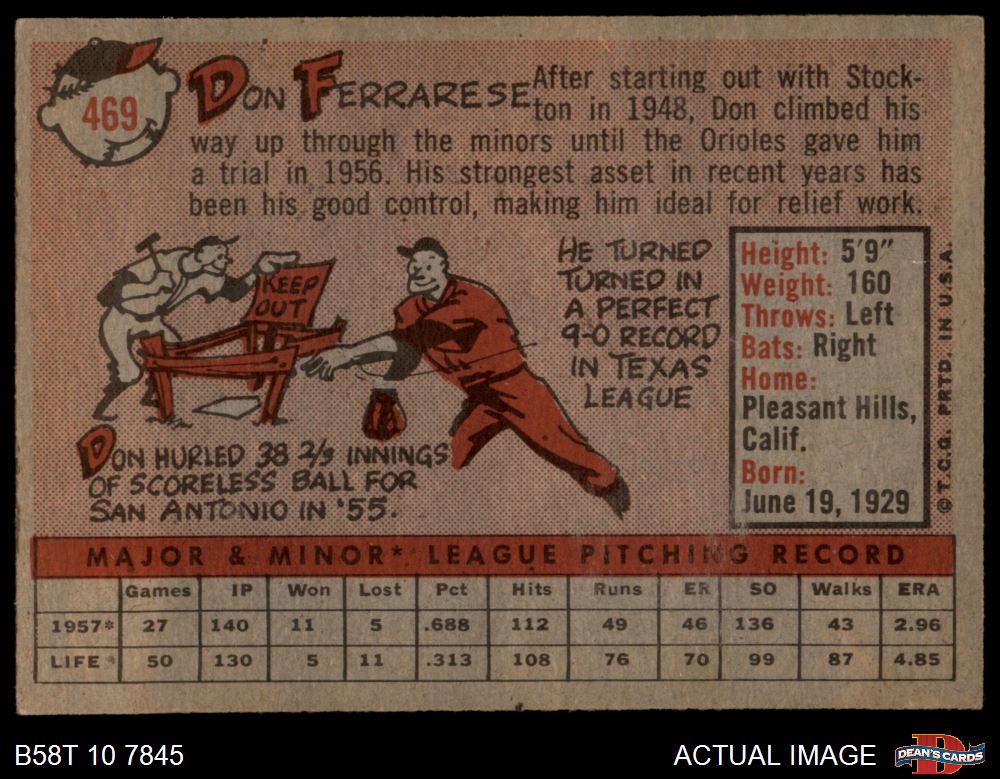 469
DON FERRARESE After starting out with Stock-
ton in 1948, Don climbed his
way up through the minors until the Orioles gave him
a trial in 1956. His strongest asset in recent years has
been his good control, making him ideal for relief work.
KEEP
OUT
HE TURNED
TURNED IN
A PERFECT
9-0 RECORD
IN TEXAS
LEAGUE
DON HURLED 38 2/3 INNINGS
OF SCORELESS BALL FOR
SAN ANTONIO IN '55.
Height: 5'9"
Weight: 160
Throws: Left
Bats: Right
Home:
Pleasant Hills,
Calif.
Born:
June 19, 1929
© T.C.G. PRTD. IN U.S.A.
MAJOR & MINOR* LEAGUE PITCHING RECORD
Games IP Won Lost Pct Hits Runs ER SO Walks ERA
1957* 27 140 11 5 .688 112 49 46 136 43 2.96
LIFE 50 130 5 11 .313 108 76 70 99 87 4.85
B58T 10 7845
ACTUAL IMAGE
D
DEAN'S CARDS